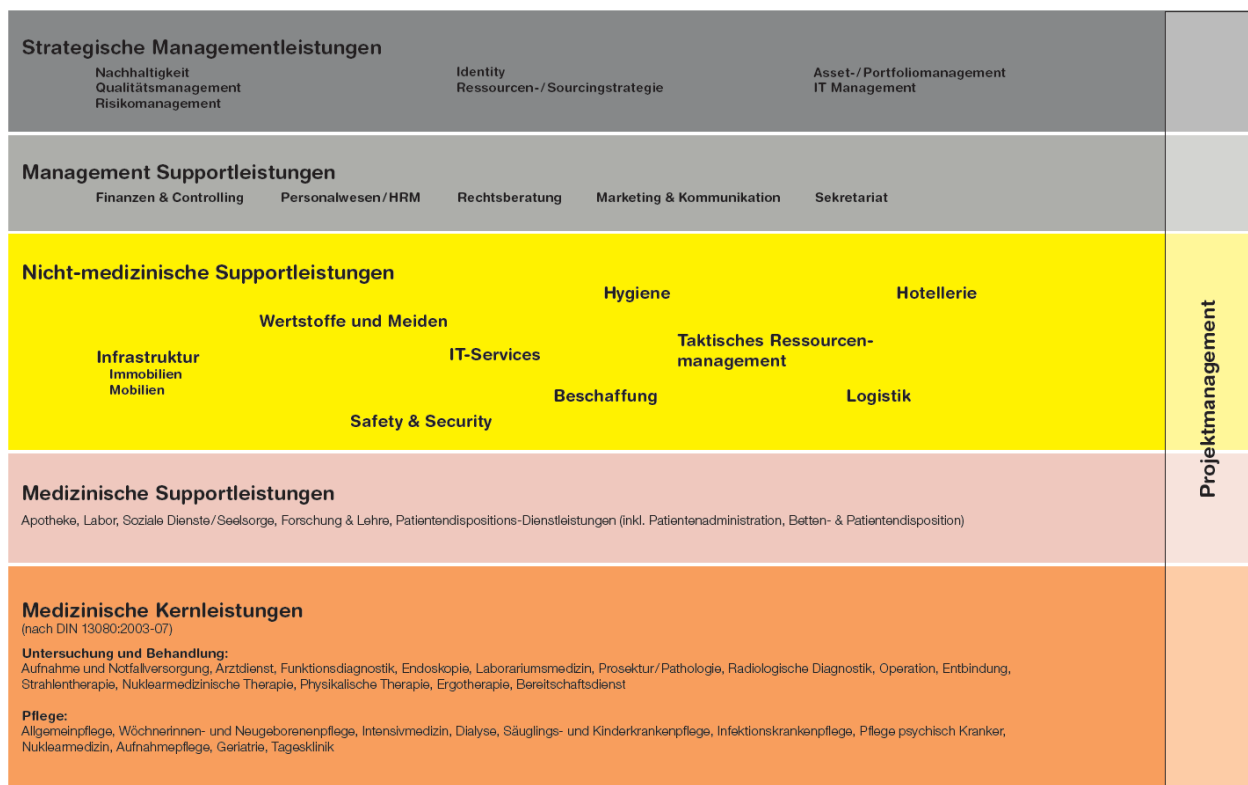 Strategische Managementleistungen
Nachhaltigkeit
Qualitätsmanagement
Risikomanagement
Identity
Ressourcen-/Sourcingstrategie
Asset-/Portfoliomanagement
IT Management
Management Supportleistungen
Finanzen & Controlling
Personalwesen/HRM
Rechtsberatung
Marketing & Kommunikation
Sekretariat
Nicht-medizinische Supportleistungen
Hygiene
Hotellerie
Wertstoffe und Meiden
Taktisches Ressourcen-
management
Infrastruktur
Immobilien
Mobilien
IT-Services
Beschaffung
Logistik
Safety & Security
Medizinische Supportleistungen
Apotheke, Labor, Soziale Dienste/Seelsorge, Forschung & Lehre, Patientendispositions-Dienstleistungen (inkl. Patientenadministration, Betten- & Patientendisposition)
Medizinische Kernleistungen
(nach DIN 13080:2003-07)
Untersuchung und Behandlung:
Aufnahme und Notfallversorgung, Arztdienst, Funktionsdiagnostik, Endoskopie, Laborariumsmedizin, Prosektur/Pathologie, Radiologische Diagnostik, Operation, Entbindung,
Strahlentherapie, Nuklearmedizinische Therapie, Physikalische Therapie, Ergotherapie, Bereitschaftsdienst
Pflege:
Allgemeinpflege, Wöchnerinnen- und Neugeborenenpflege, Intensivmedizin, Dialyse, Säuglings- und Kinderkrankenpflege, Infektionskrankenpflege, Pflege psychisch Kranker,
Nuklearmedizin, Aufnahmepflege, Geriatrie, Tagesklinik
Projektmanagement